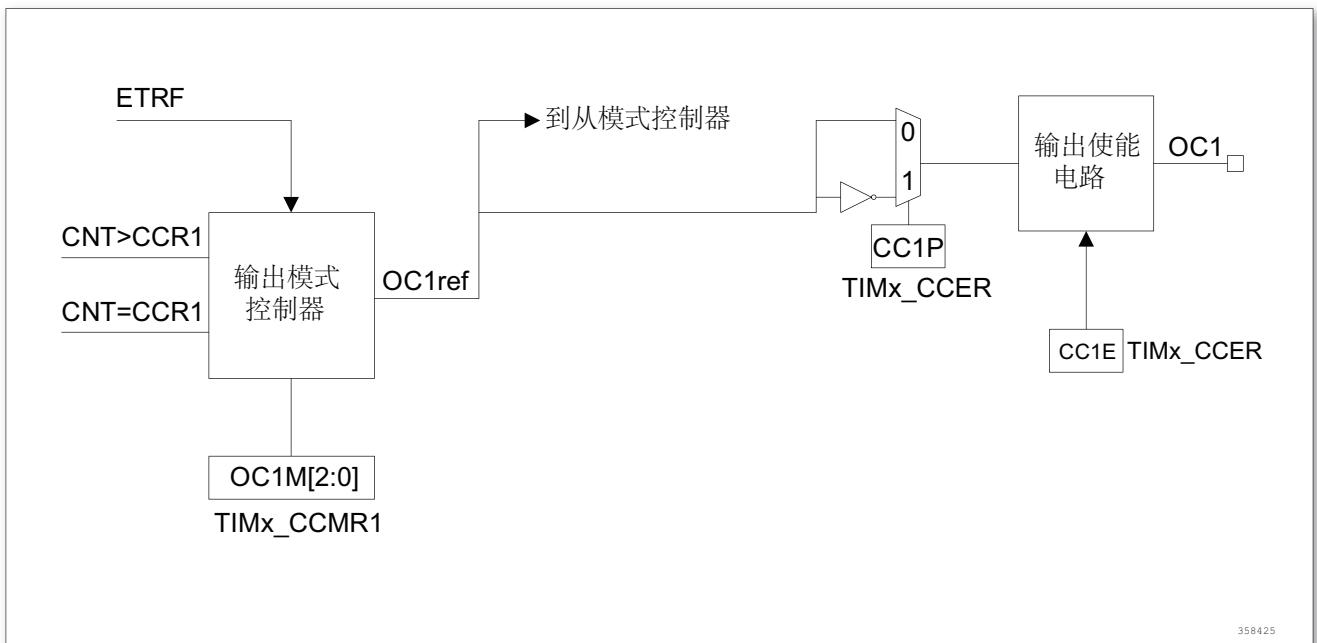 ETRF
到从模式控制器
0
1
输出使能
电路
OC1
CNT>CCR1
CNT=CCR1
输出模式
控制器
OC1ref
CC1P
TIMx_CCER
CC1E
TIMx_CCER
OC1M[2:0]
TIMx_CCMR1
358425